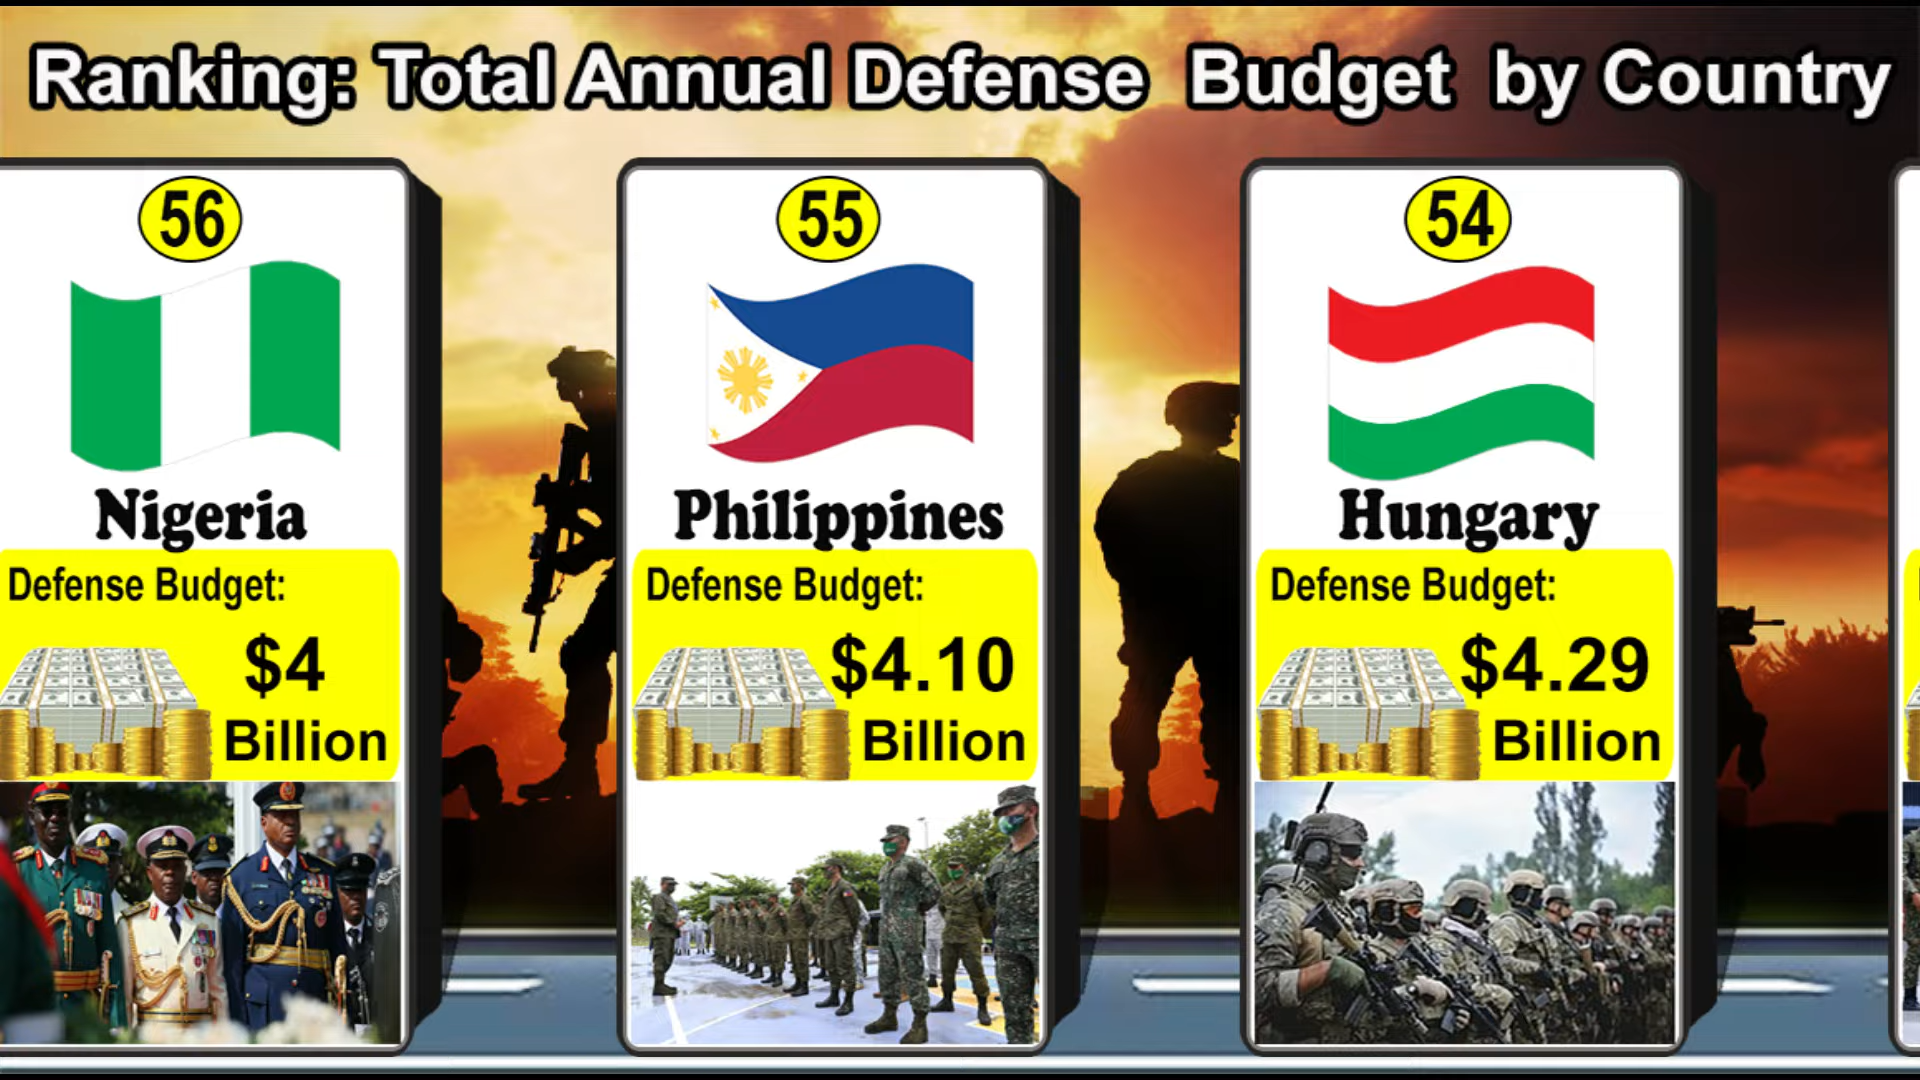 Ranking: Total Annual Defense Budget by Country
56
Nigeria
Defense Budget:
$4
Billion
55
Philippines
Defense Budget:
$4.10
Billion
54
Hungary
Defense Budget:
$4.29
Billion